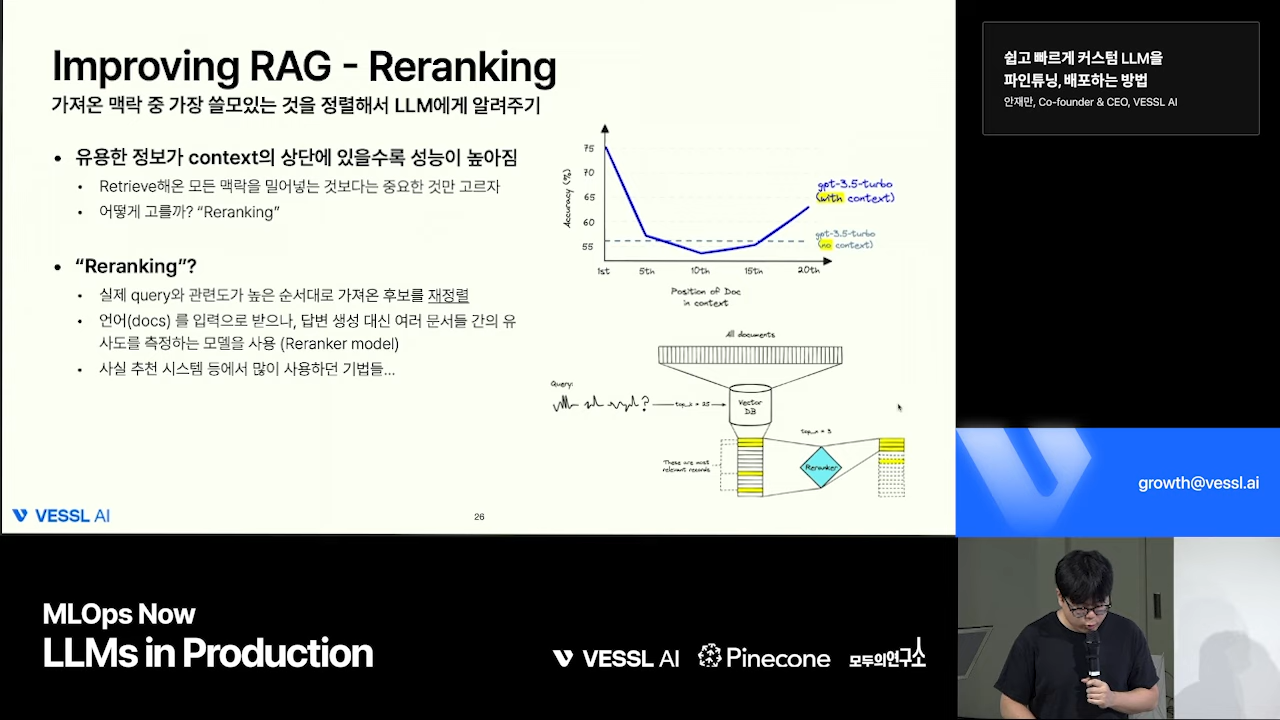 Improving RAG - Reranking
가져온 맥락 중 가장 쓸모있는 것을 정렬해서 LLM에게 알려주기
• 유용한 정보가 context의 상단에 있을수록 성능이 높아짐
• Retrieve해온 모든 맥락을 밀어넣는 것보다는 중요한 것만 고르자
• 어떻게 고를까? “Reranking”
• “Reranking”?
• 실제 query와 관련도가 높은 순서대로 가져온 후보를 재정렬
• 언어(docs) 를 입력으로 받으나, 답변 생성 대신 여러 문서들 간의 유
사도를 측정하는 모델을 사용 (Reranker model)
• 사실 추천 시스템 등에서 많이 사용하던 기법들...
Accuracy (%)
75
70
65
60
55
1st 5th 10th 15th 20th
Position of Doc
in context
gpt-3.5-turbo
(with context)
gpt-3.5-turbo
(no context)
All documents
Query:
top_k = 25
Vector
DB
top_n = 3
These are most
relevant records
Reranker
VESSL AI
26
쉽고 빠르게 커스텀 LLM을
파인튜닝, 배포하는 방법
안재만, Co-founder & CEO, VESSL AI
growth@vessl.ai
MLOps Now
LLMs in Production
VESSL AI Pinecone 모두의연구소